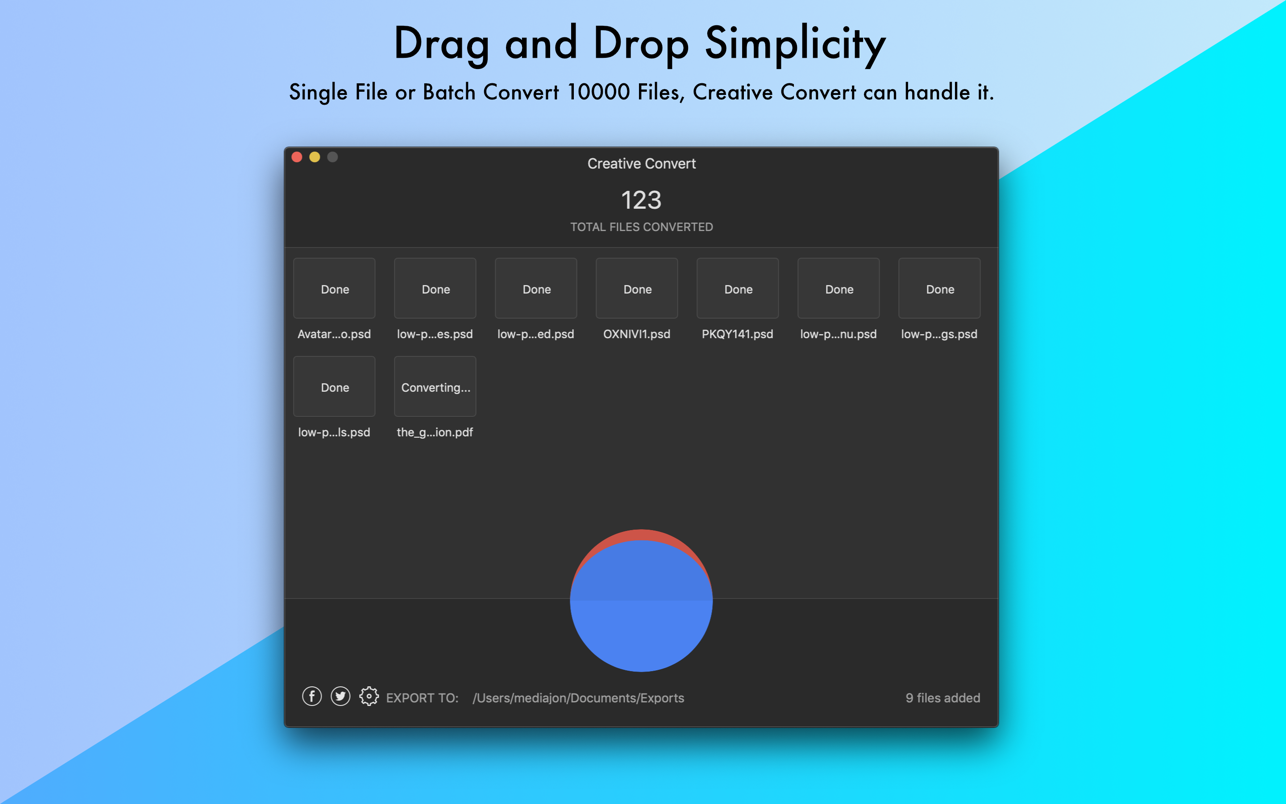 Drag and Drop Simplicity
Single File or Batch Convert 10000 Files, Creative Convert can handle it.
Creative Convert
123
TOTAL FILES CONVERTED
Done Done Done Done Done Done Done
Avatar...o.psd low-p...es.psd low-p...ed.psd OXNIVI1.psd PKQY141.psd low-p...nu.psd low-p...gs.psd
Done Converting...
low-p...ls.psd the_g...ion.pdf
EXPORT TO: /Users/mediajon/Documents/Exports 9 files added